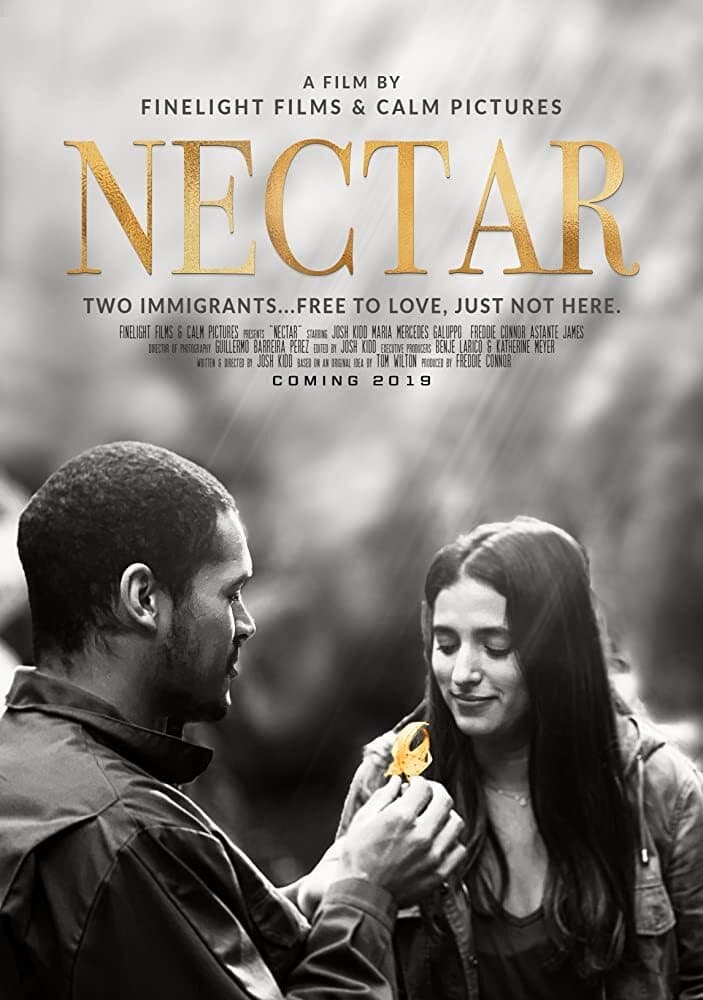 A FILM BY
FINELIGHT FILMS & CALM PICTURES
NECTAR
TWO IMMIGRANTS...FREE TO LOVE, JUST NOT HERE.
FINELIGHT FILMS & CALM PICTURES PRESENTS "NECTAR" STARRING JOSH KIDD MARIA MERCEDES GALUPPO FREDDIE CONNOR ASTANTE JAMES
DIRECTOR OF PHOTOGRAPHY GUILLERMO BARREIRA PEREZ EDITED BY JOSH KIDD EXECUTIVE PRODUCERS BENJE LARICO & KATHERINE MEYER
WRITTEN & DIRECTED BY JOSH KIDD BASED ON AN ORIGINAL IDEA BY TOM WILTON PRODUCED BY FREDDIE CONNOR
COMING 2019